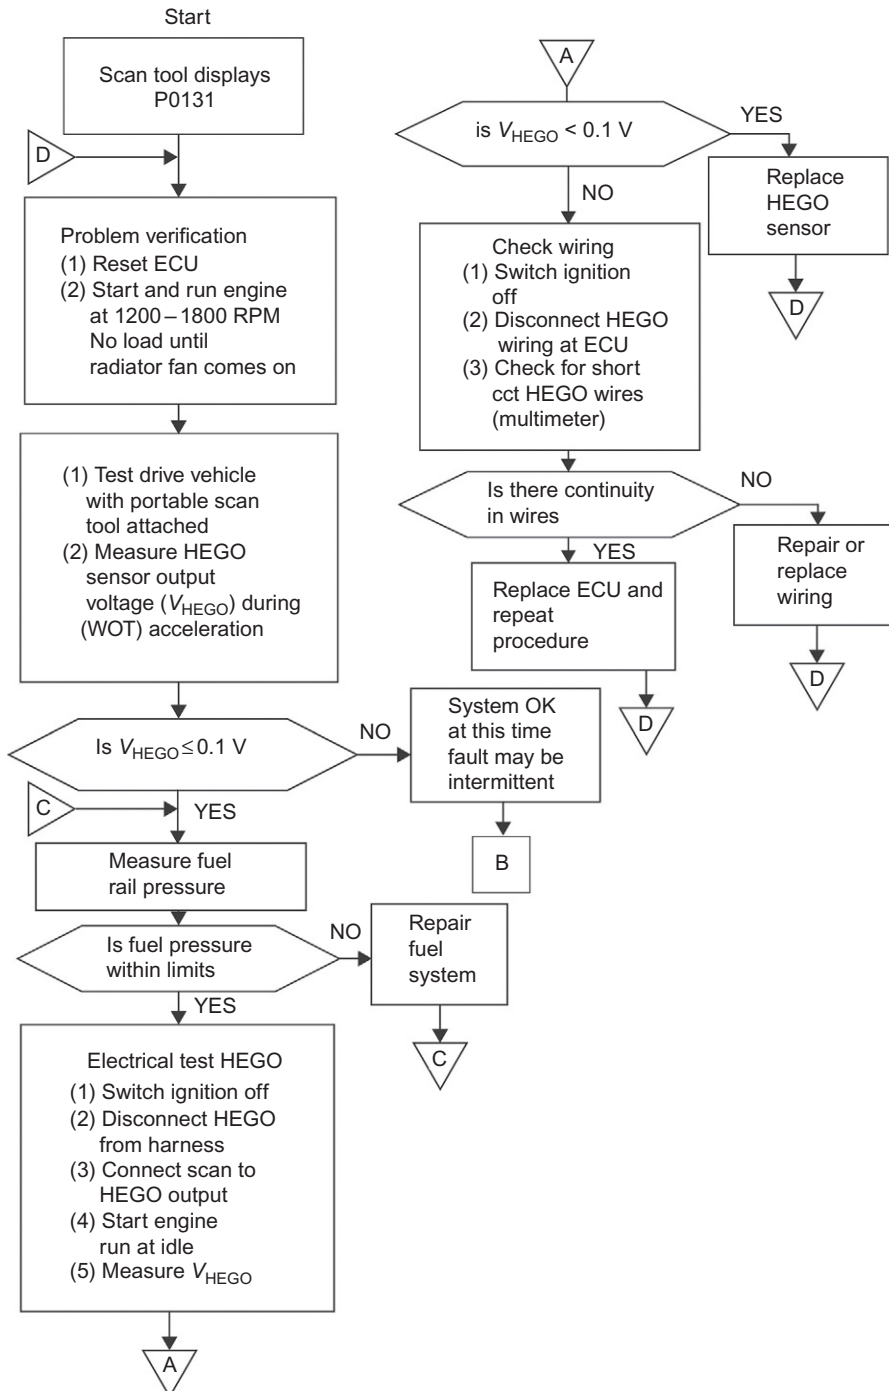 Start
Scan tool displays
P0131
D
Problem verification
(1) Reset ECU
(2) Start and run engine
at 1200–1800 RPM
No load until
radiator fan comes on
(1) Test drive vehicle
with portable scan
tool attached
(2) Measure HEGO
sensor output
voltage (VHEGO) during
(WOT) acceleration
Is VHEGO ≤ 0.1 V
NO
System OK
at this time
fault may be
intermittent
B
C
YES
Measure fuel
rail pressure
Is fuel pressure
within limits
NO
Repair
fuel
system
C
YES
Electrical test HEGO
(1) Switch ignition off
(2) Disconnect HEGO
from harness
(3) Connect scan to
HEGO output
(4) Start engine
run at idle
(5) Measure VHEGO
A
A
is VHEGO < 0.1 V
YES
Replace
HEGO
sensor
D
NO
Check wiring
(1) Switch ignition
off
(2) Disconnect HEGO
wiring at ECU
(3) Check for short
cct HEGO wires
(multimeter)
Is there continuity
in wires
NO
Repair or
replace
wiring
D
YES
Replace ECU and
repeat
procedure
D